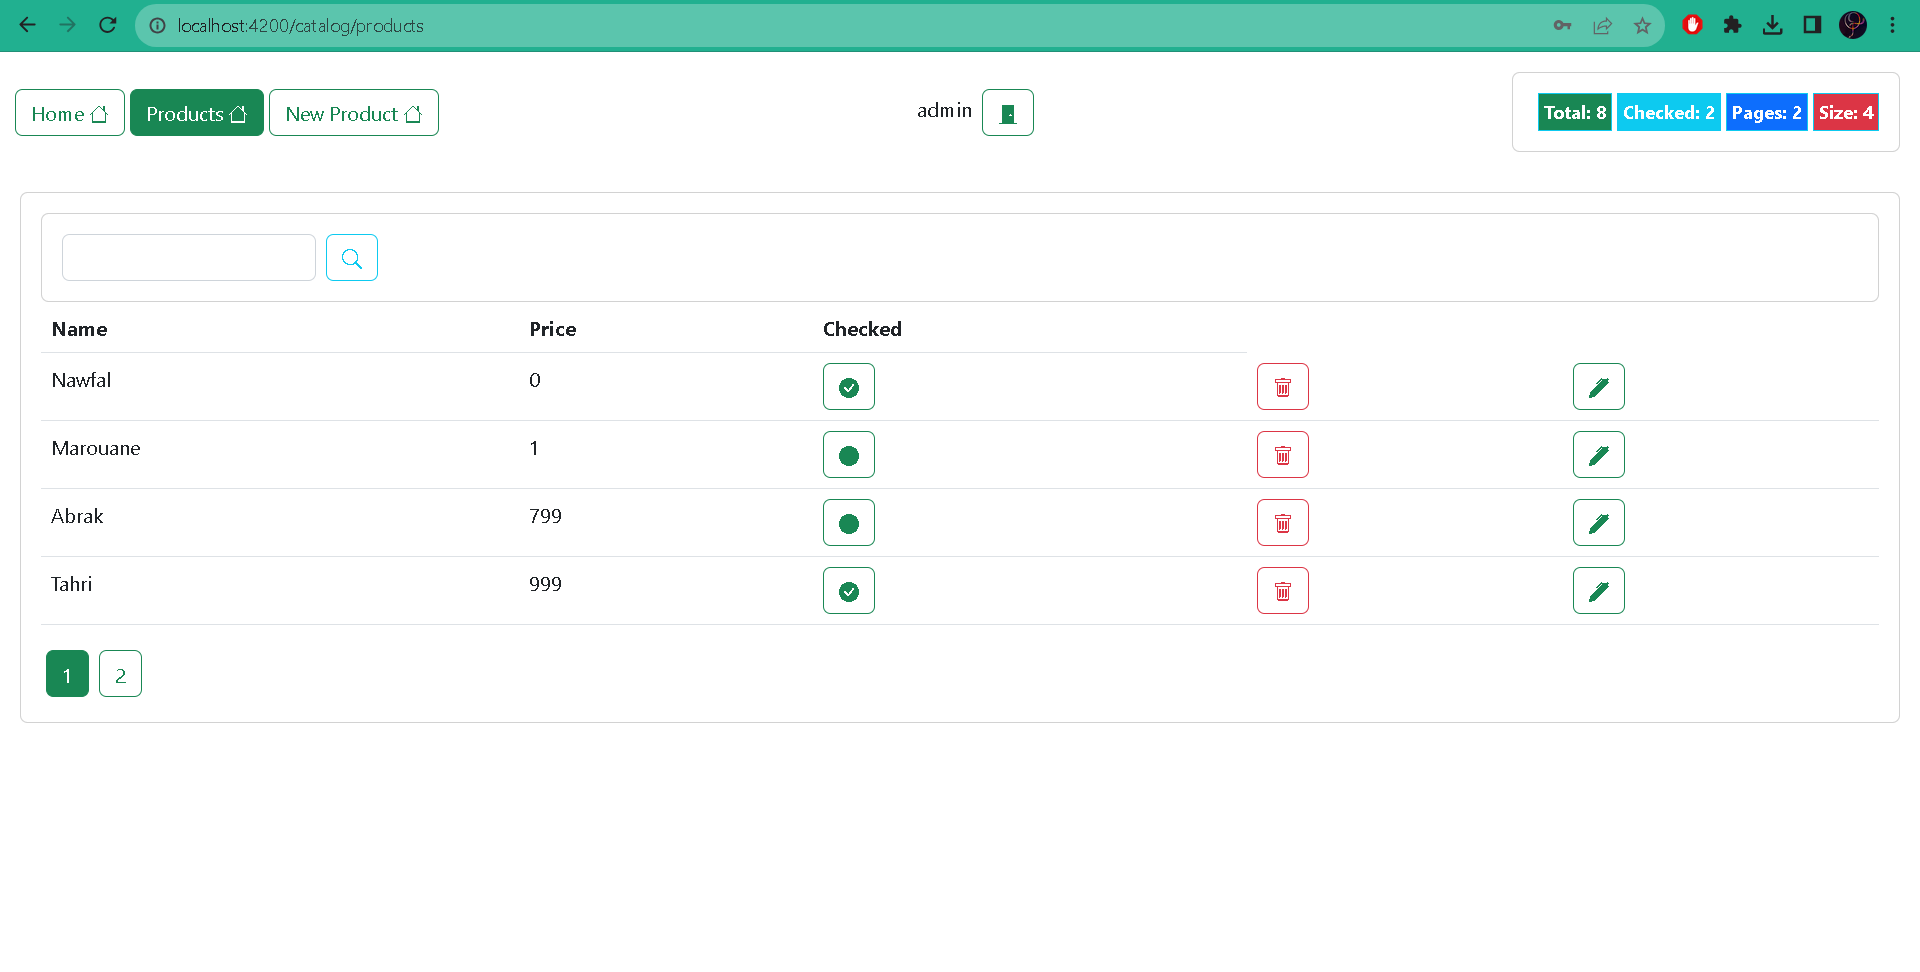 localhost:4200/catalog/products
Home Products New Product admin Total: 8 Checked: 2 Pages: 2 Size: 4
Name Price Checked
Nawfal 0
Marouane 1
Abrak 799
Tahri 999
1 2